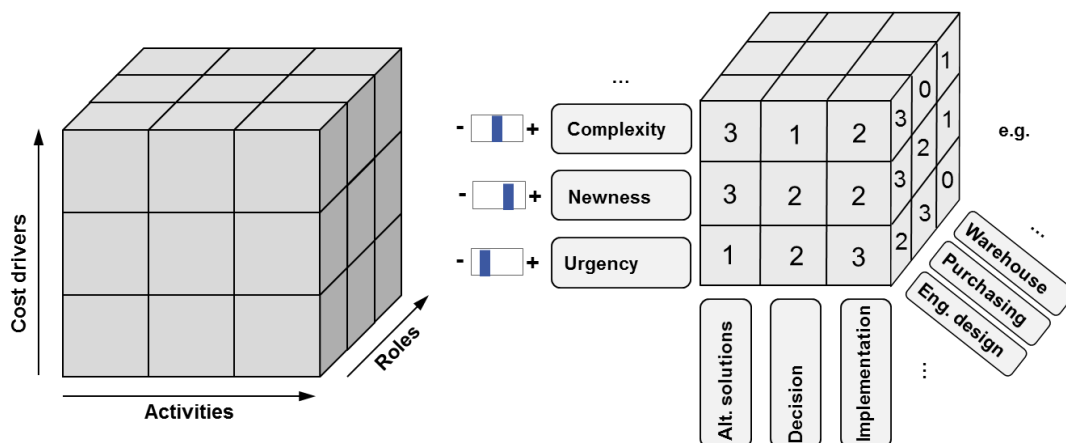 Cost drivers
Activities
Roles
...
- + Complexity
- + Newness
- + Urgency
3 1 2
3 2 2
1 2 3
3 0 1
3 2 1
2 3 0
e.g.
Alt. solutions
Decision
Implementation
...
Eng. design
Purchasing
Warehouse
...